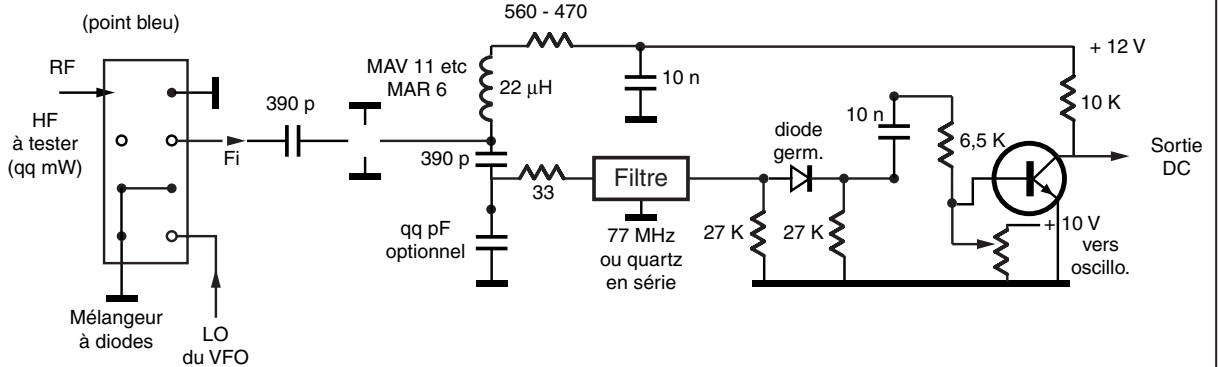 (point bleu)
RF
HF
à tester
(qq mW)
Mélangeur
à diodes
LO
du VFO
Fi
390 p
MAV 11 etc
MAR 6
560 - 470
22 µH
10 n
390 p
33
qq pF
optionnel
Filtre
77 MHz
ou quartz
en série
diode
germ.
27 K
27 K
10 n
6,5 K
+ 12 V
10 K
Sortie
DC
+ 10 V
vers
oscillo.